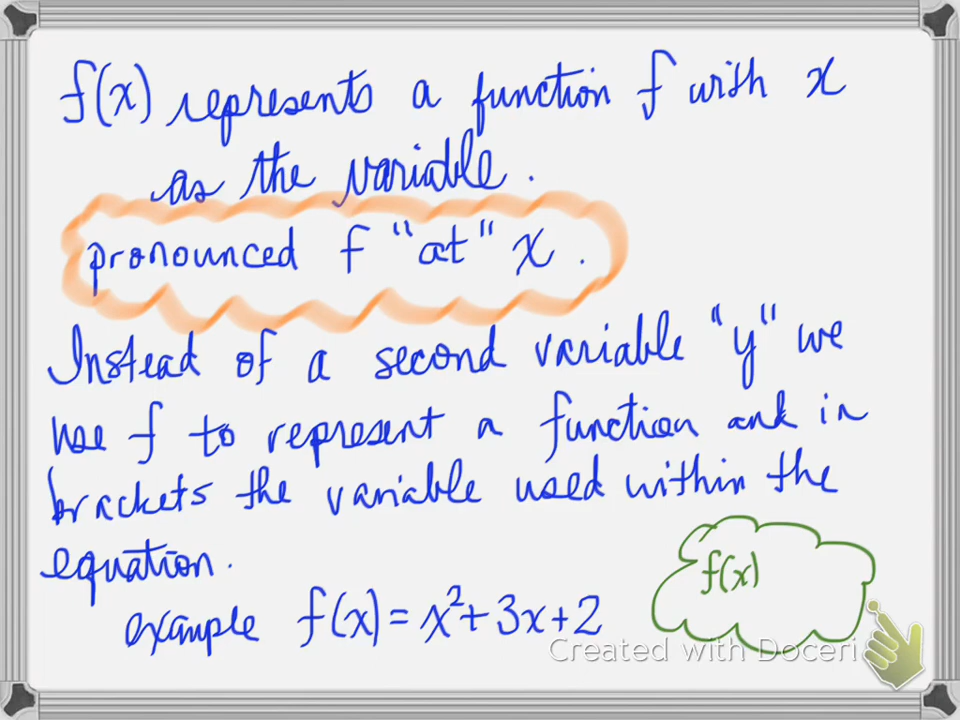 f(x) represents a function f with x
as the variable.
pronounced f "at" x.
Instead of a second variable "y" we
use f to represent a function and in
brackets the variable used within the
equation.
f(x)
example f(x) = x²+3x+2
Created with Doceri